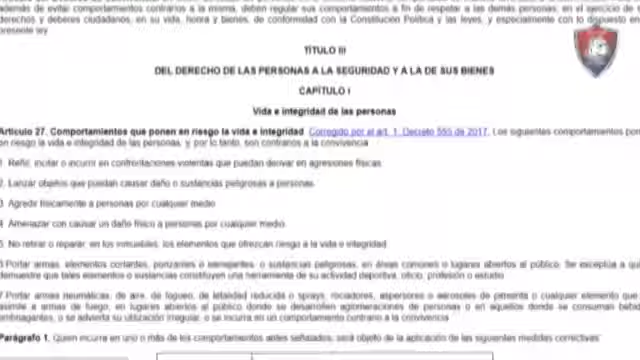 además de evitar comportamientos contrarios a la misma, deben regular sus comportamientos a fin de respetar a las demás personas, en el ejercicio de s
derechos y deberes ciudadanos, en su vida, honra y bienes, de conformidad con la Constitución Política y las leyes, y especialmente con lo dispuesto en
presente ley
TÍTULO III
DEL DERECHO DE LAS PERSONAS A LA SEGURIDAD Y A LA DE SUS BIENES
CAPÍTULO I
Vida e integridad de las personas
Artículo 27. Comportamientos que ponen en riesgo la vida e integridad. Corregido por el art. 1, Decreto 555 de 2017. Los siguientes comportamientos pon
en riesgo la vida e integridad de las personas, y, por lo tanto, son contrarios a la convivencia
1. Reñir, incitar o incurrir en confrontaciones violentas que puedan derivar en agresiones físicas.
2. Lanzar objetos que puedan causar daño o sustancias peligrosas a personas.
3. Agredir físicamente a personas por cualquier medio.
4. Amenazar con causar un daño físico a personas por cualquier medio.
5. No retirar o reparar, en los inmuebles, los elementos que ofrezcan riesgo a la vida e integridad.
6 Portar armas, elementos cortantes, punzantes o semejantes, o sustancias peligrosas, en áreas comunes o lugares abiertos al público. Se exceptúa a qui
demuestre que tales elementos o sustancias constituyen una herramienta de su actividad deportiva, oficio, profesión o estudio
7 Portar armas neumáticas, de aire, de fogueo, de letalidad reducida o sprays, rociadores, aspersores o aerosoles de pimienta o cualquier elemento que
asimile a armas de fuego, en lugares abiertos al público donde se desarrollen aglomeraciones de personas o en aquellos donde se consuman bebid
embriagantes, o se advierta su utilización irregular, o se incurra en un comportamiento contrario a la convivencia
Parágrafo 1. Quien incurra en uno o más de los comportamientos antes señalados, será objeto de la aplicación de las siguientes medidas correctivas: